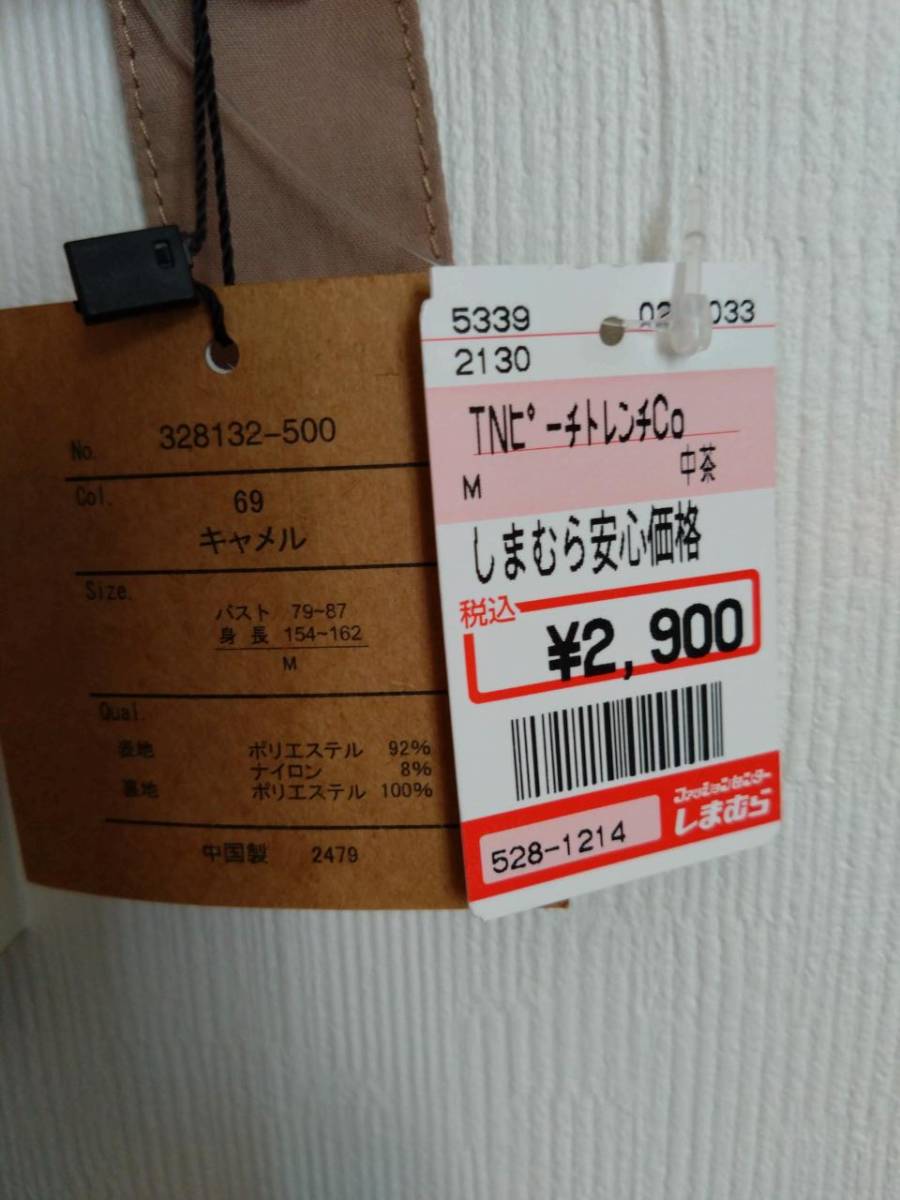 No. 328132-500
Col. 69
キャメル
Size.
バスト 79~87
身長 154~162
M
Qual.
表地 ポリエステル 92%
ナイロン 8%
裏地 ポリエステル 100%
中国製 2479
5339
033
2130
TNピーチトレンチCo
M 中茶
しまむら安心価格
税込
¥2,900
ファッションセンター
しまむら
528-1214